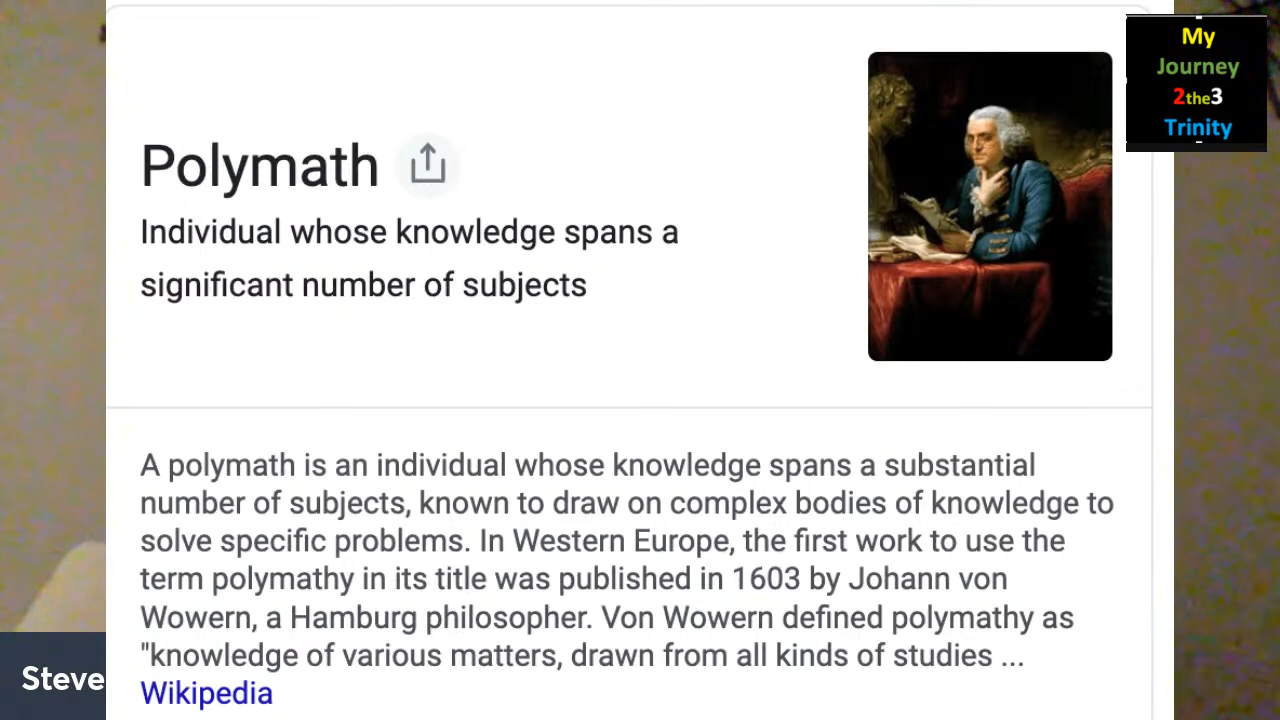 My
Journey
2the3
Trinity
Polymath
Individual whose knowledge spans a
significant number of subjects
A polymath is an individual whose knowledge spans a substantial
number of subjects, known to draw on complex bodies of knowledge to
solve specific problems. In Western Europe, the first work to use the
term polymathy in its title was published in 1603 by Johann von
Wowern, a Hamburg philosopher. Von Wowern defined polymathy as
"knowledge of various matters, drawn from all kinds of studies ...
Wikipedia
Steve